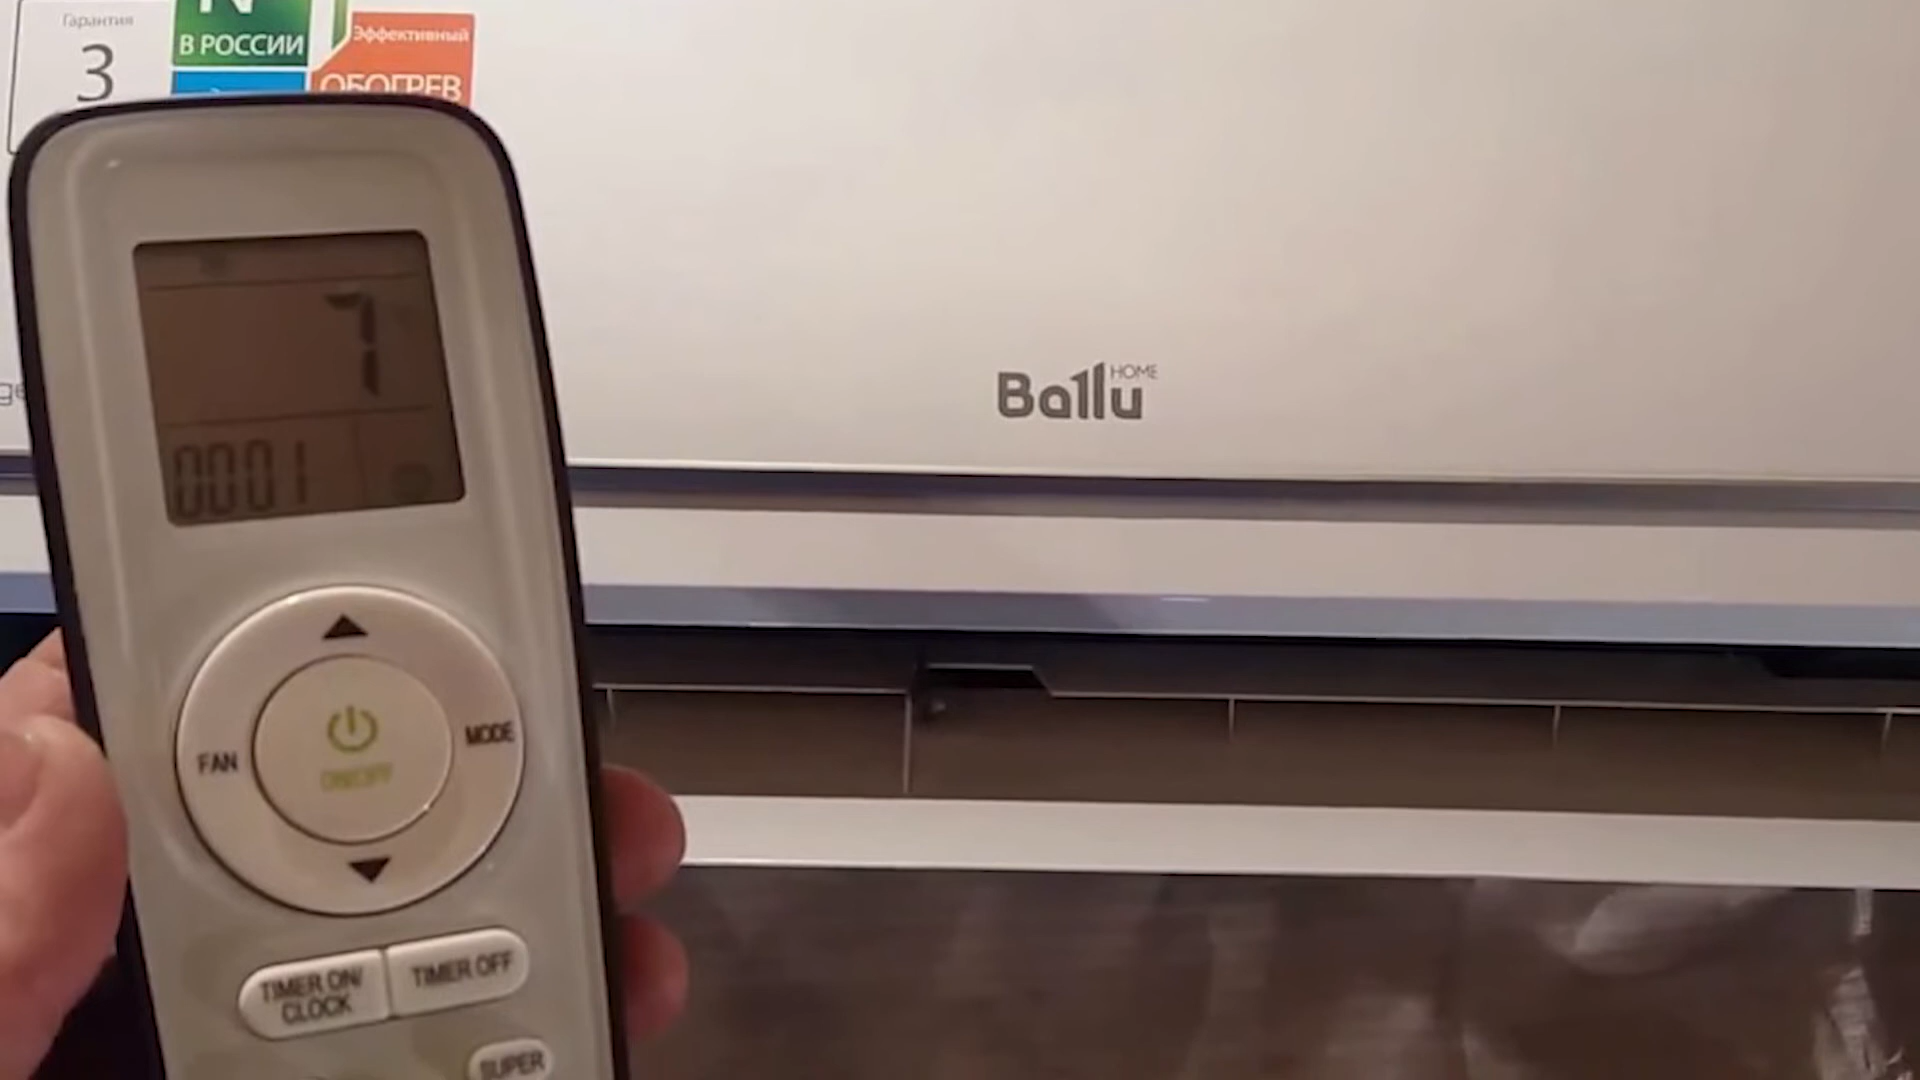 Гарантия
3
№
В РОССИИ
Эффективный
ОБОГРЕВ
7
0001
Ballu HOME
FAN
MODE
ON/OFF
TIMER ON/
CLOCK
TIMER OFF
SUPER